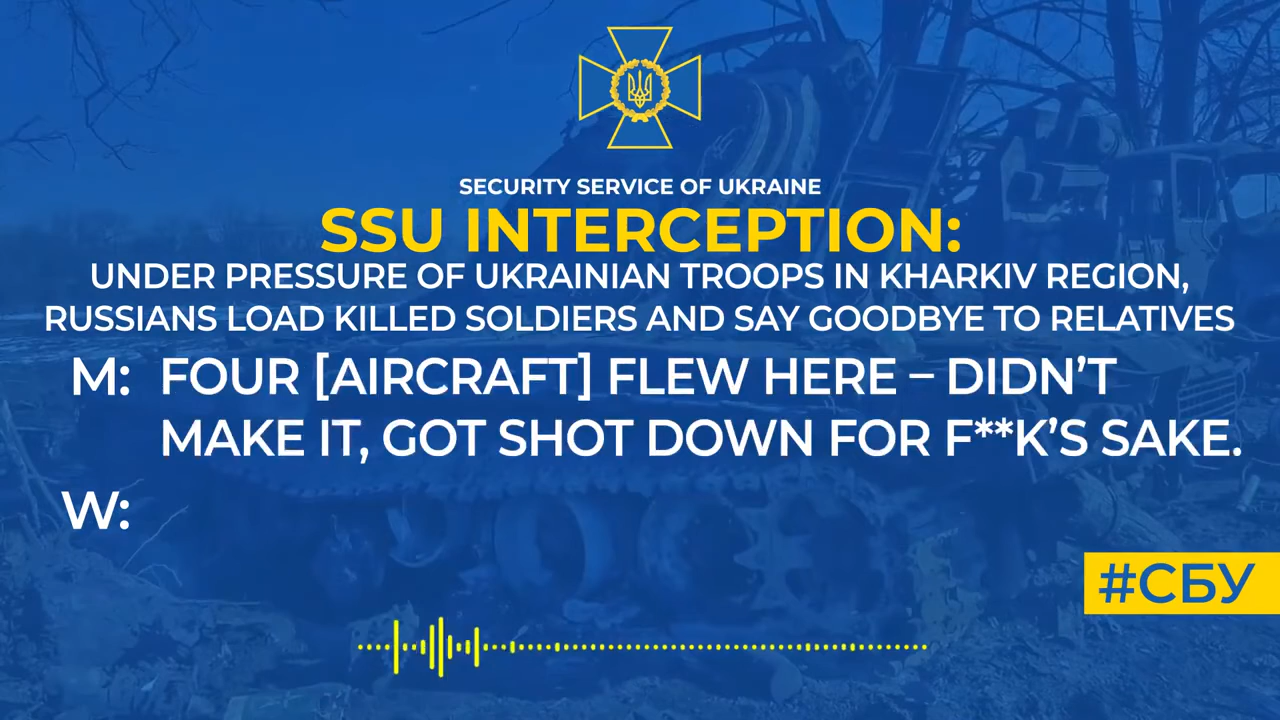 SECURITY SERVICE OF UKRAINE
SSU INTERCEPTION:
UNDER PRESSURE OF UKRAINIAN TROOPS IN KHARKIV REGION,
RUSSIANS LOAD KILLED SOLDIERS AND SAY GOODBYE TO RELATIVES
M: FOUR [AIRCRAFT] FLEW HERE – DIDN’T
MAKE IT, GOT SHOT DOWN FOR F**K’S SAKE.
W:
#СБУ